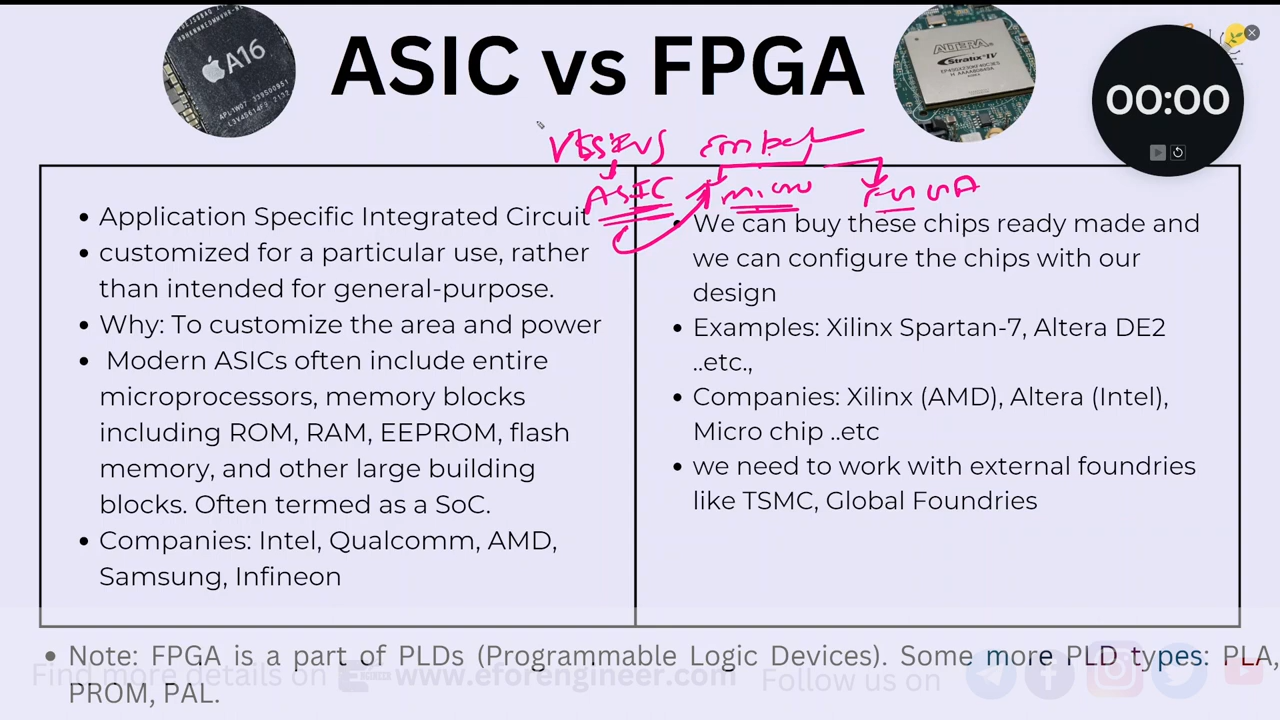 A16
APL1W07 339S00931
ASIC vs FPGA
ALTERA
Stratix IV
00:00
ASIC
micro
Application Specific Integrated Circuit
customized for a particular use, rather
than intended for general-purpose.
Why: To customize the area and power
Modern ASICs often include entire
microprocessors, memory blocks
including ROM, RAM, EEPROM, flash
memory, and other large building
blocks. Often termed as a SoC.
Companies: Intel, Qualcomm, AMD,
Samsung, Infineon
We can buy these chips ready made and
we can configure the chips with our
design
Examples: Xilinx Spartan-7, Altera DE2
..etc.,
Companies: Xilinx (AMD), Altera (Intel),
Micro chip ..etc
we need to work with external foundries
like TSMC, Global Foundries
Note: FPGA is a part of PLDs (Programmable Logic Devices). Some more PLD types: PLA,
PROM, PAL.
Find more details on www.eforengineer.com Follow us on